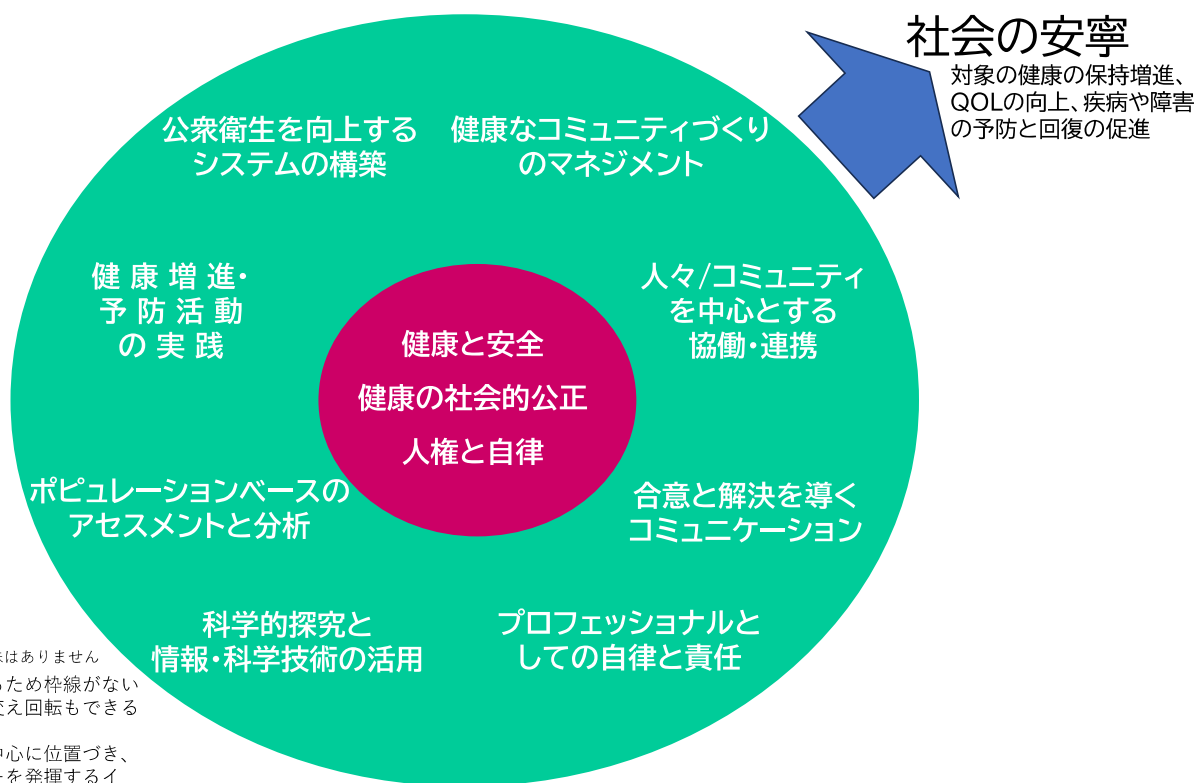 社会の安寧
対象の健康の保持増進、
QOLの向上、疾病や障害
の予防と回復の促進
公衆衛生を向上する
システムの構築
健康なコミュニティづくり
のマネジメント
健 康 増 進・
予 防 活 動
の 実 践
人々/コミュニティ
を中心とする
協働・連携
健康と安全
健康の社会的公正
人権と自律
ポピュレーションベースの
アセスメントと分析
合意と解決を導く
コミュニケーション
科学的探究と
情報・科学技術の活用
プロフェッショナルと
しての自律と責任
はありません
ため枠線がない
え回転もできる
心に位置づき、
を発揮するイ